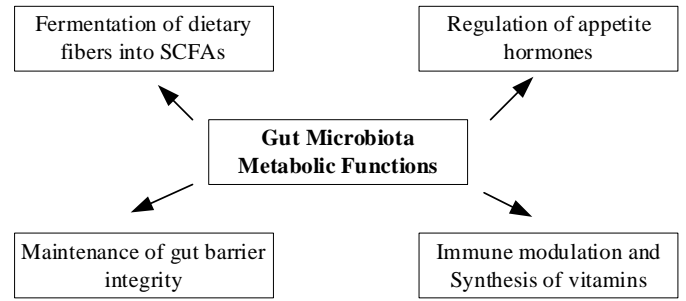 Fermentation of dietary
fibers into SCFAs
Regulation of appetite
hormones
Gut Microbiota
Metabolic Functions
Maintenance of gut barrier
integrity
Immune modulation and
Synthesis of vitamins